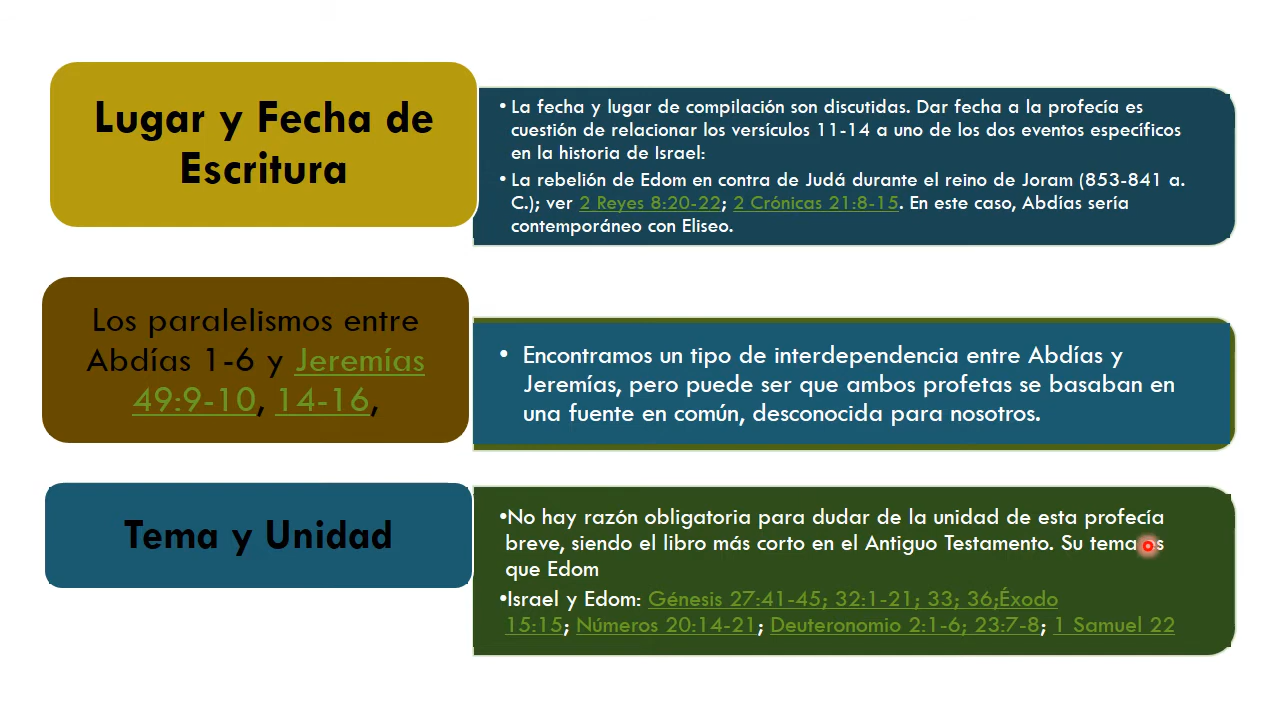 Lugar y Fecha de
Escritura
• La fecha y lugar de compilación son discutidas. Dar fecha a la profecía es
cuestión de relacionar los versículos 11-14 a uno de los dos eventos específicos
en la historia de Israel:
• La rebelión de Edom en contra de Judá durante el reino de Joram (853-841 a.
C.); ver 2 Reyes 8:20-22; 2 Crónicas 21:8-15. En este caso, Abdías sería
contemporáneo con Eliseo.
Los paralelismos entre
Abdías 1-6 y Jeremías
49:9-10, 14-16,
• Encontramos un tipo de interdependencia entre Abdías y
Jeremías, pero puede ser que ambos profetas se basaban en
una fuente en común, desconocida para nosotros.
Tema y Unidad
•No hay razón obligatoria para dudar de la unidad de esta profecía
breve, siendo el libro más corto en el Antiguo Testamento. Su tema
que Edom
•Israel y Edom: Génesis 27:41-45; 32:1-21; 33; 36;Éxodo
15:15; Números 20:14-21; Deuteronomio 2:1-6; 23:7-8; 1 Samuel 22